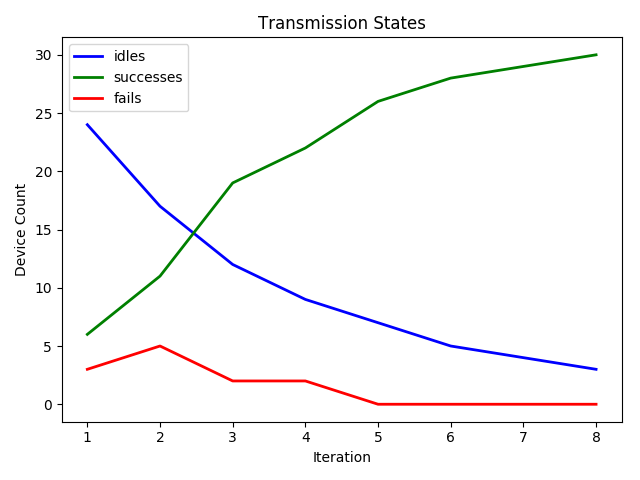 Transmission States
idles
successes
fails
Device Count
30
25
20
15
10
5
0
1 2 3 4 5 6 7 8
Iteration